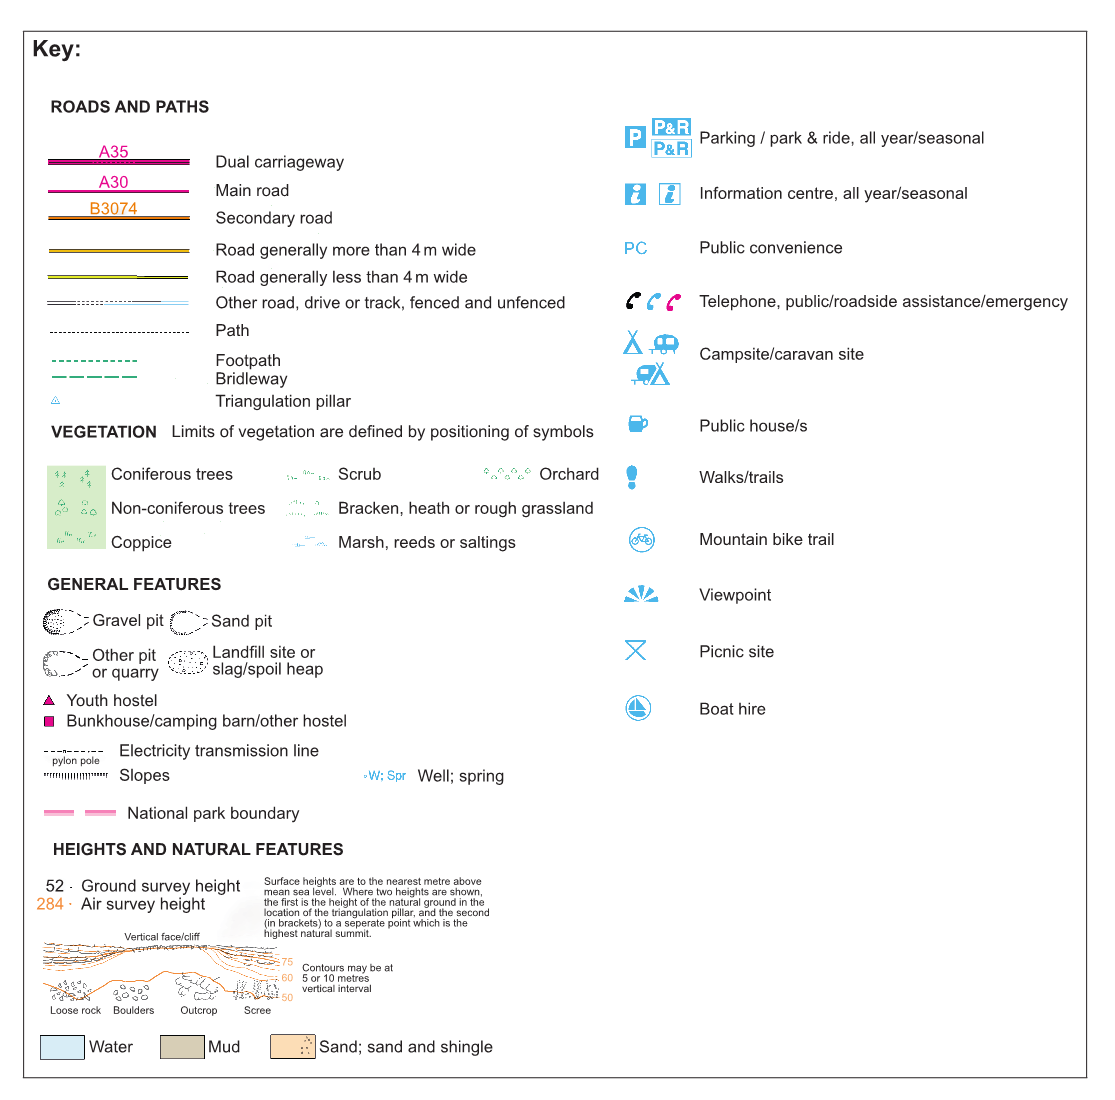 Key:
ROADS AND PATHS
A35
Dual carriageway
A30
Main road
B3074
Secondary road
Road generally more than 4 m wide
Road generally less than 4 m wide
Other road, drive or track, fenced and unfenced
Path
Footpath
Bridleway
Triangulation pillar
VEGETATION Limits of vegetation are defined by positioning of symbols
Coniferous trees Scrub Orchard
Non-coniferous trees Bracken, heath or rough grassland
Coppice Marsh, reeds or saltings
GENERAL FEATURES
Gravel pit Sand pit
Other pit
or quarry
Landfill site or
slag/spoil heap
Youth hostel
Bunkhouse/camping barn/other hostel
Electricity transmission line
pylon pole
Slopes
W; Spr Well; spring
National park boundary
HEIGHTS AND NATURAL FEATURES
52 · Ground survey height
284 · Air survey height
Surface heights are to the nearest metre above
mean sea level. Where two heights are shown,
the first is the height of the natural ground in the
location of the triangulation pillar, and the second
(in brackets) to a seperate point which is the
highest natural summit.
Vertical face/cliff
75
60
50
Contours may be at
5 or 10 metres
vertical interval
Loose rock Boulders Outcrop Scree
Water Mud Sand; sand and shingle
P P&R
P&R
Parking / park & ride, all year/seasonal
i i Information centre, all year/seasonal
PC Public convenience
Telephone, public/roadside assistance/emergency
Campsite/caravan site
Public house/s
Walks/trails
Mountain bike trail
Viewpoint
Picnic site
Boat hire